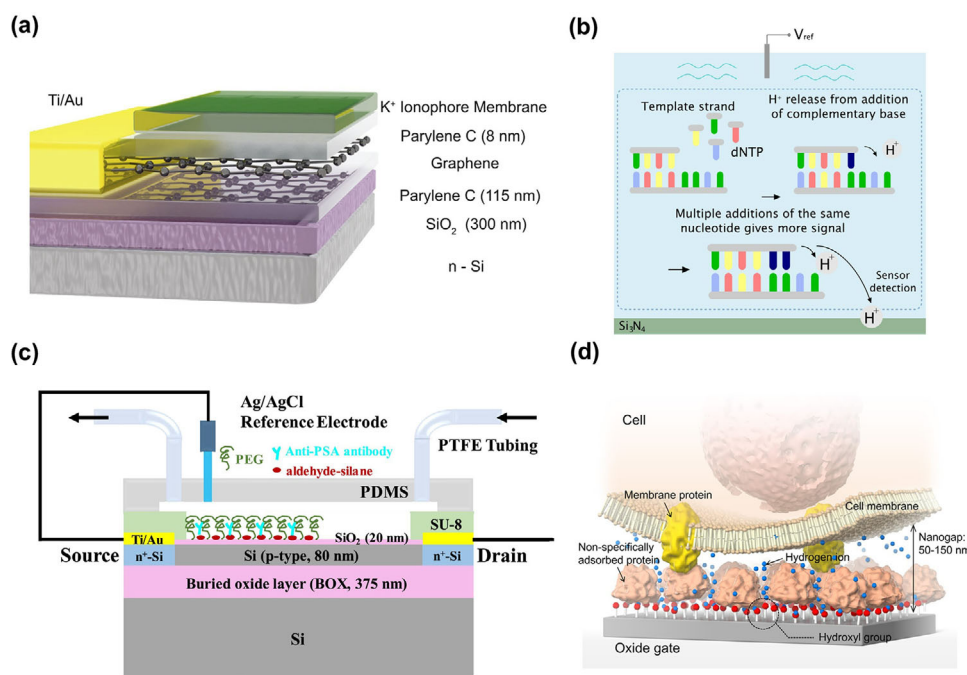 (a)
Ti/Au
K⁺ Ionophore Membrane
Parylene C (8 nm)
Graphene
Parylene C (115 nm)
SiO₂ (300 nm)
n - Si
(b)
Vref
Template strand
dNTP
H⁺ release from addition
of complementary base
H⁺
Multiple additions of the same
nucleotide gives more signal
H⁺
Sensor
detection
H⁺
Si₃N₄
(c)
Ag/AgCl
Reference Electrode
PTFE Tubing
PEG
Anti-PSA antibody
aldehyde-silane
PDMS
SU-8
Ti/Au
SiO₂ (20 nm)
Source
n⁺-Si
Si (p-type, 80 nm)
n⁺-Si
Drain
Buried oxide layer (BOX, 375 nm)
Si
(d)
Cell
Membrane protein
Cell membrane
Nanogap:
50-150 nm
Non-specifically
adsorbed protein
Hydrogen ion
Hydroxyl group
Oxide gate